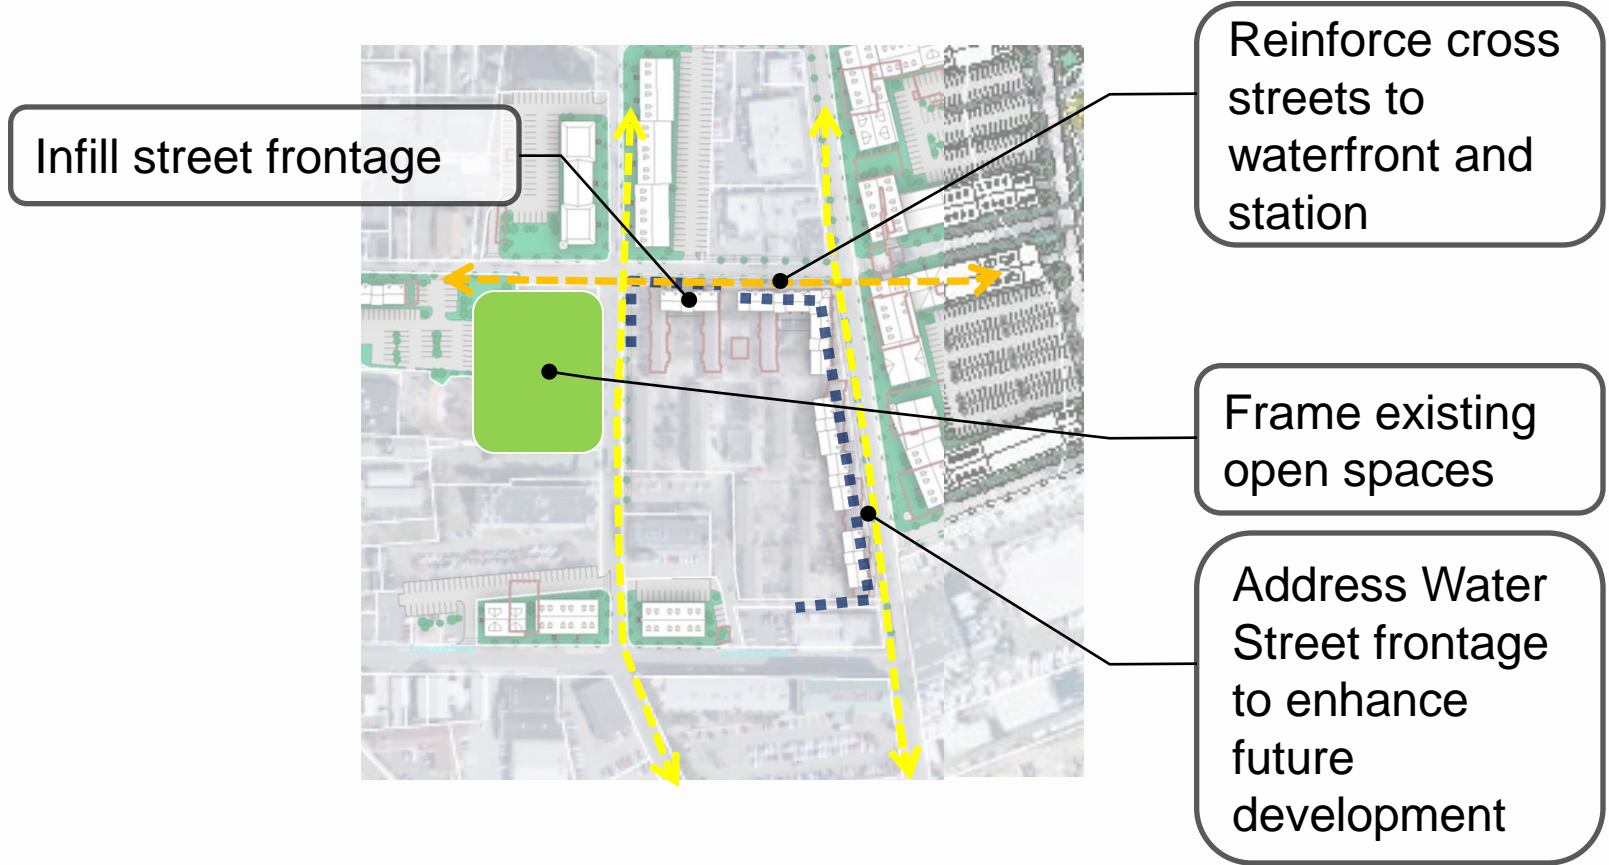 Infill street frontage
Reinforce cross
streets to
waterfront and
station
Frame existing
open spaces
Address Water
Street frontage
to enhance
future
development